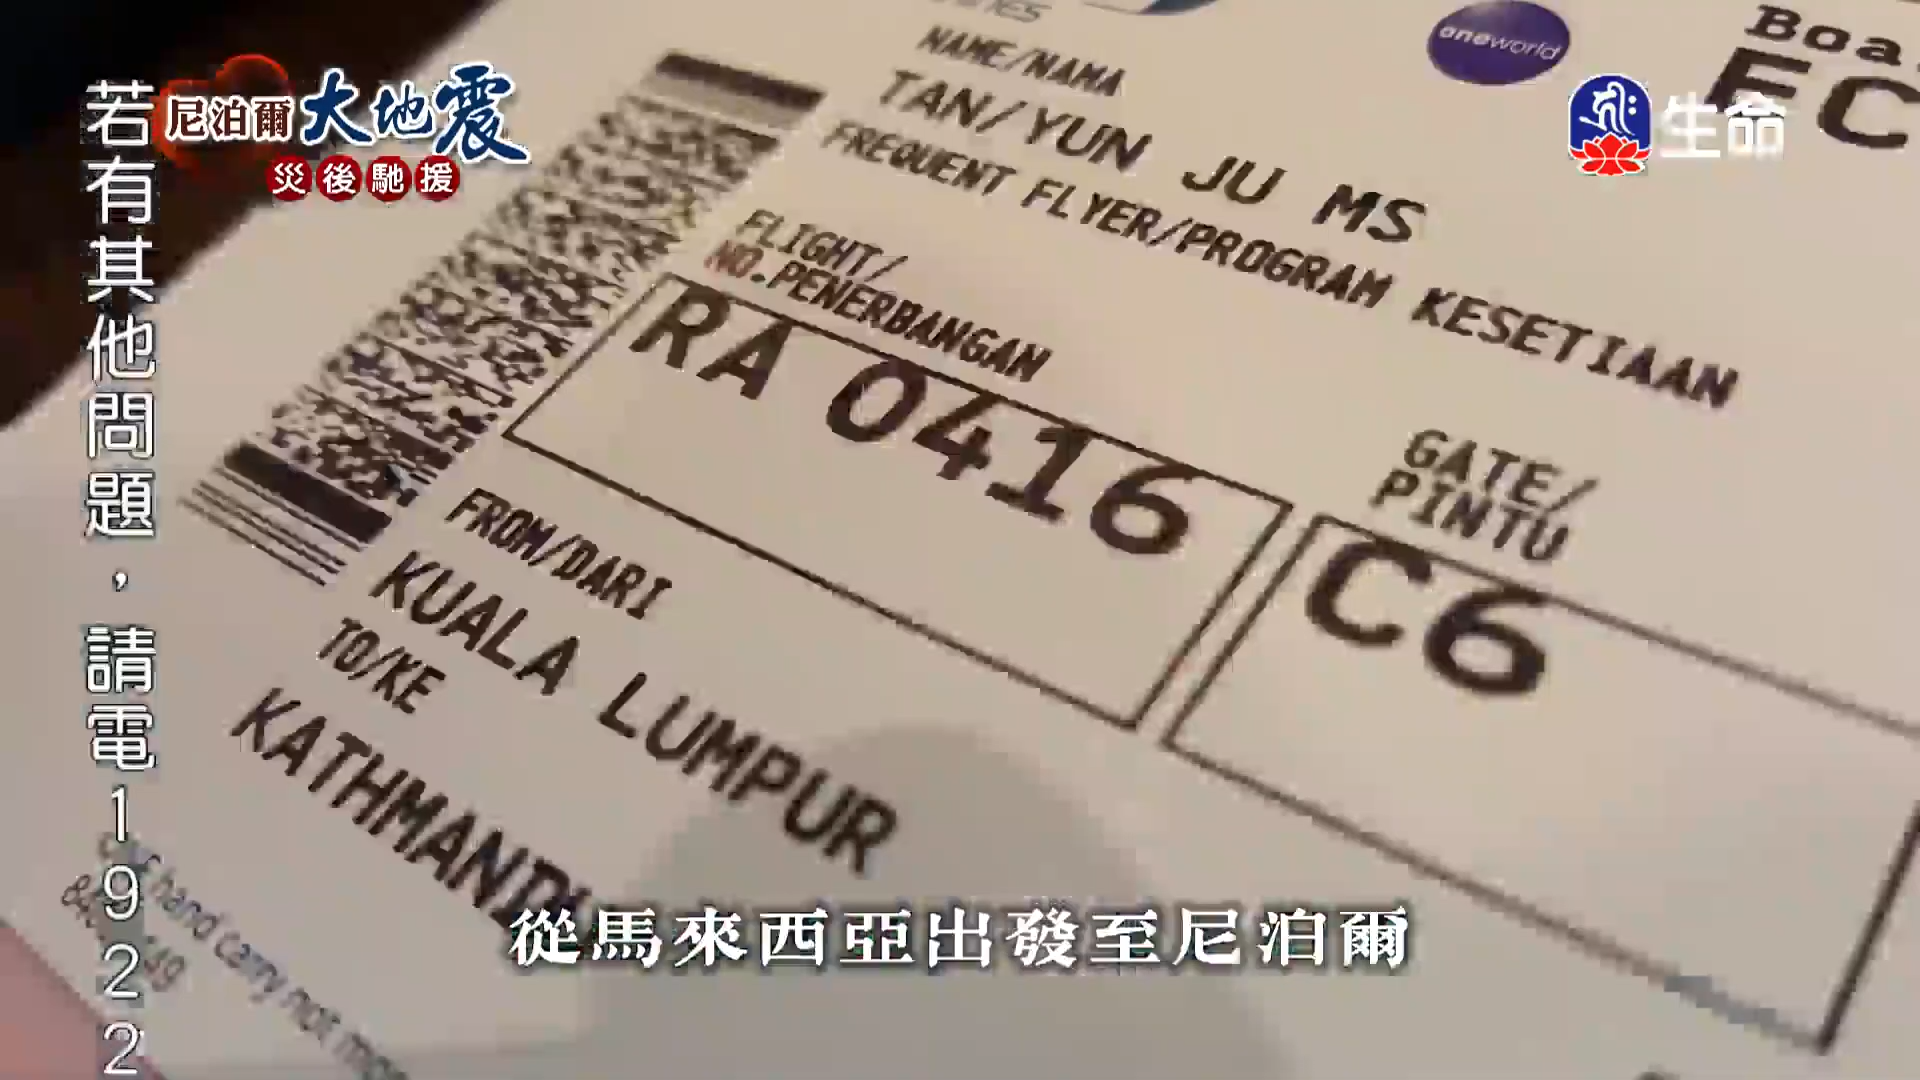 若有其他問題，請電1922
尼泊爾大地震
災後馳援
生命
oneworld
NAME/NAMA
TAN/YUN JU MS
FREQUENT FLYER/PROGRAM KESETIAAN
FLIGHT/
NO.PENERBANGAN
RA 0416
GATE/
PINTU
C6
FROM/DARI
KUALA LUMPUR
TO/KE
KATHMANDU
hand carry not
從馬來西亞出發至尼泊爾